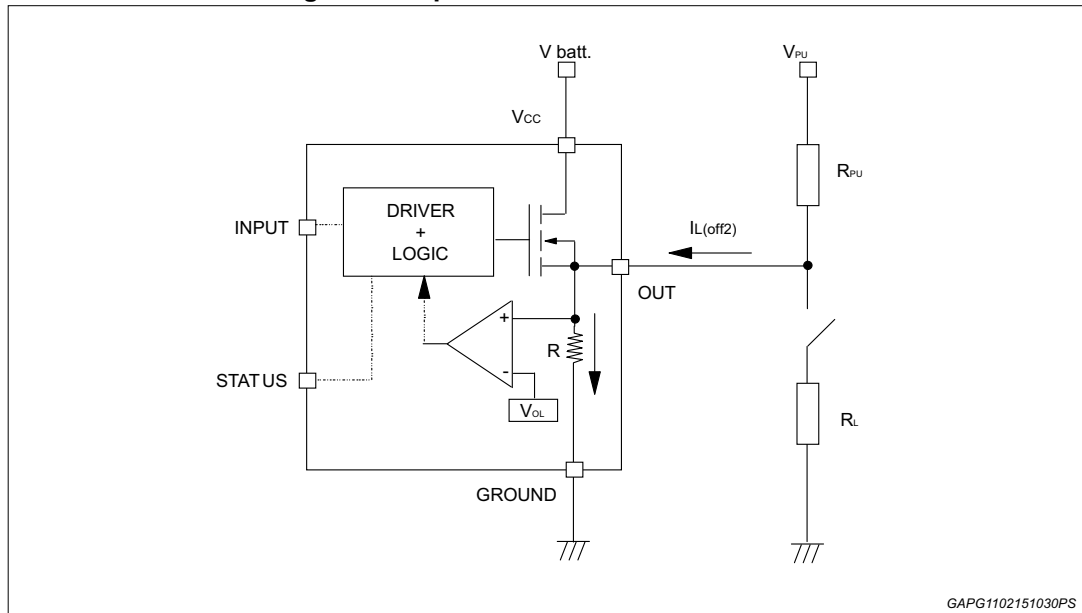 V batt.
VPU
VCC
RPU
DRIVER
+
LOGIC
INPUT
IL(off2)
OUT
+
R
-
STATUS
VOL
RL
GROUND
GAPG1102151030PS